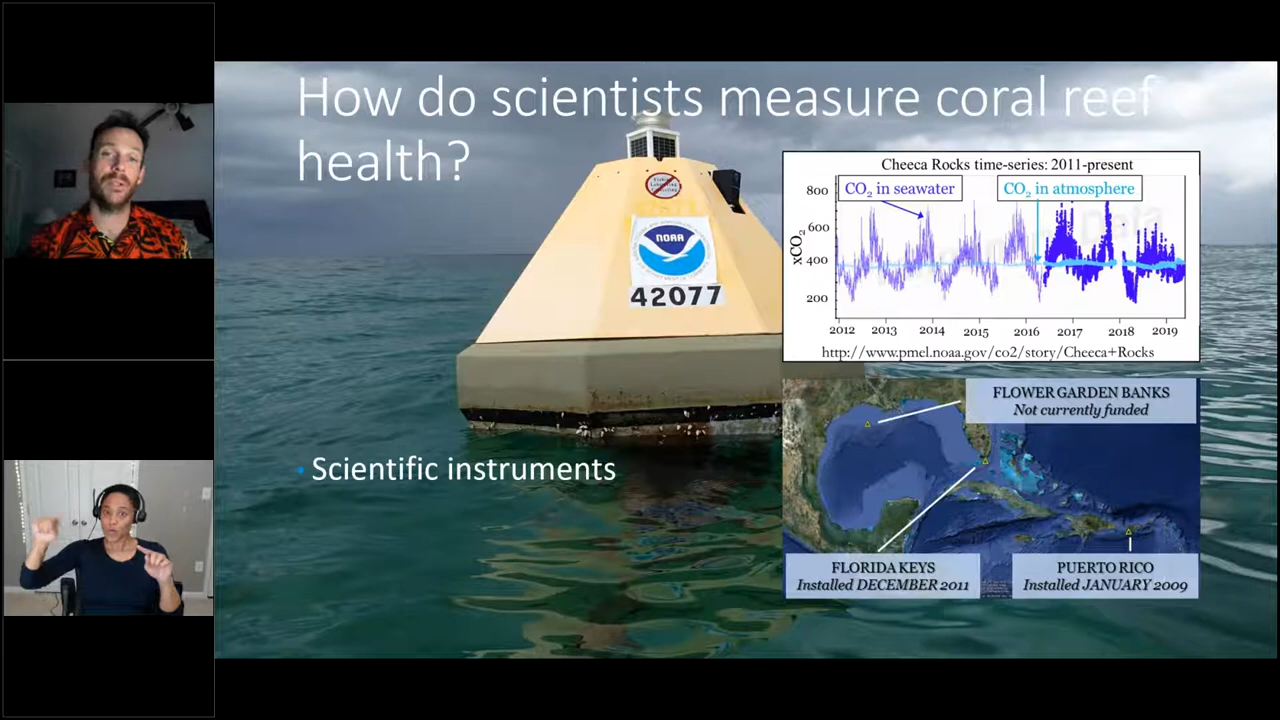 How do scientists measure coral reef
health?
NOAA
42077
• Scientific instruments
Cheeca Rocks time-series: 2011-present
CO₂ in seawater
CO₂ in atmosphere
xCO₂
800
600
400
200
2012 2013 2014 2015 2016 2017 2018 2019
http://www.pmel.noaa.gov/co2/story/Cheeca+Rocks
FLOWER GARDEN BANKS
Not currently funded
FLORIDA KEYS
Installed DECEMBER 2011
PUERTO RICO
Installed JANUARY 2009